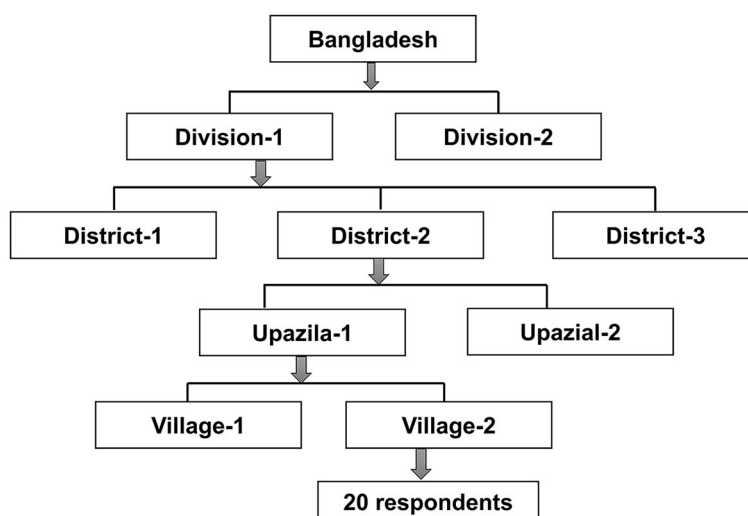 Bangladesh
Division-1
Division-2
District-1
District-2
District-3
Upazila-1
Upazial-2
Village-1
Village-2
20 respondents